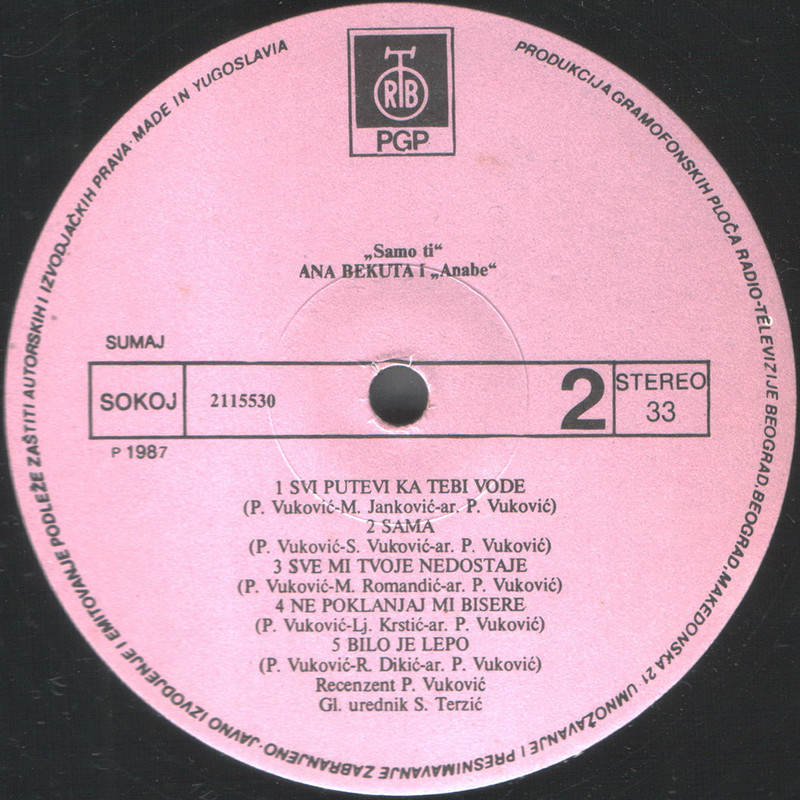 RTB
PGP
„Samo ti“
ANA BEKUTA I „Anabe“
SUMAJ
SOKOJ
2115530
2
STEREO
33
P 1987
1 SVI PUTEVI KA TEBI VODE
(P. Vuković-M. Janković-ar. P. Vuković)
2 SAMA
(P. Vuković-S. Vuković-ar. P. Vuković)
3 SVE MI TVOJE NEDOSTAJE
(P. Vuković-M. Romandić-ar. P. Vuković)
4 NE POKLANJAJ MI BISERE
(P. Vuković-Lj. Krstić-ar. P. Vuković)
5 BILO JE LEPO
(P. Vuković-R. Dikić-ar. P. Vuković)
Recenzent P. Vuković
Gl. urednik S. Terzić
PRODUKCIJA GRAMOFONSKIH PLOČA RADIO-TELEVIZIJE BEOGRAD, BEOGRAD, MAKEDONSKA 21· UMNOŽAVANJE I PRESNIMAVANJE ZABRANJENO· JAVNO IZVODJENJE I EMITOVANJE PODLEŽE ZAŠTITI AUTORSKIH I IZVODJAČKIH PRAVA· MADE IN YUGOSLAVIA